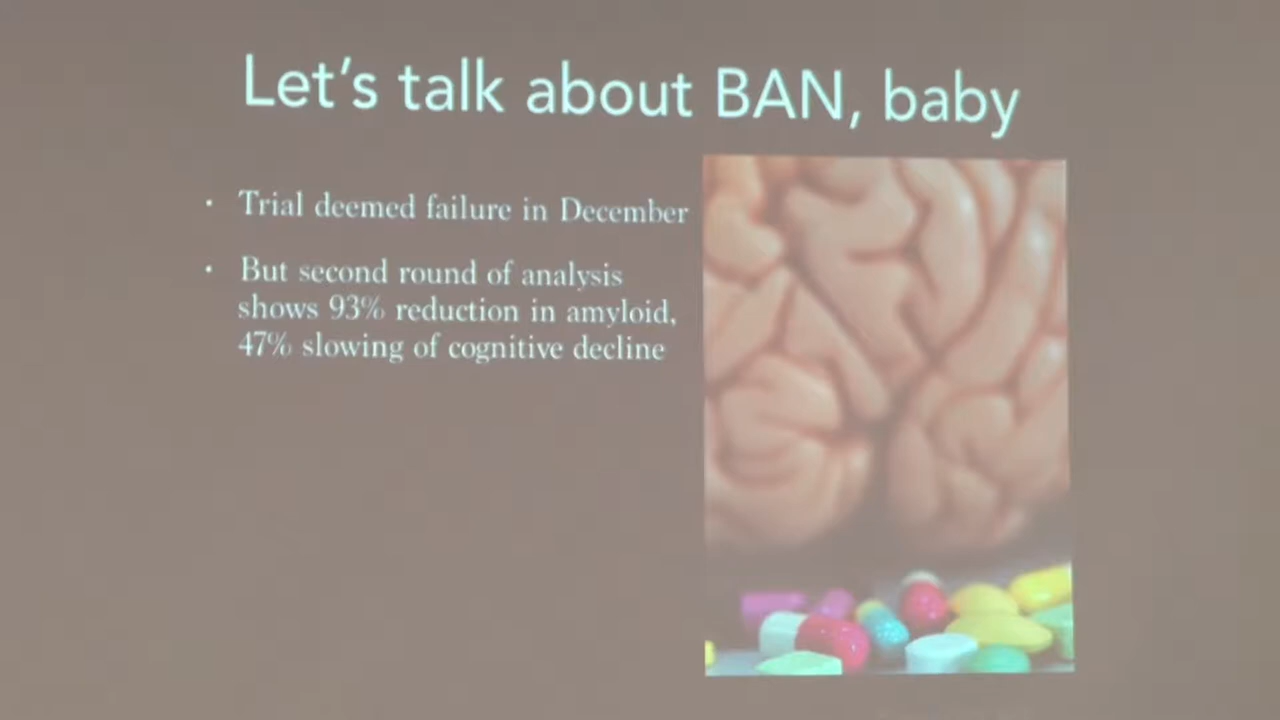 Let's talk about BAN, baby
• Trial deemed failure in December
• But second round of analysis
shows 93% reduction in amyloid,
47% slowing of cognitive decline